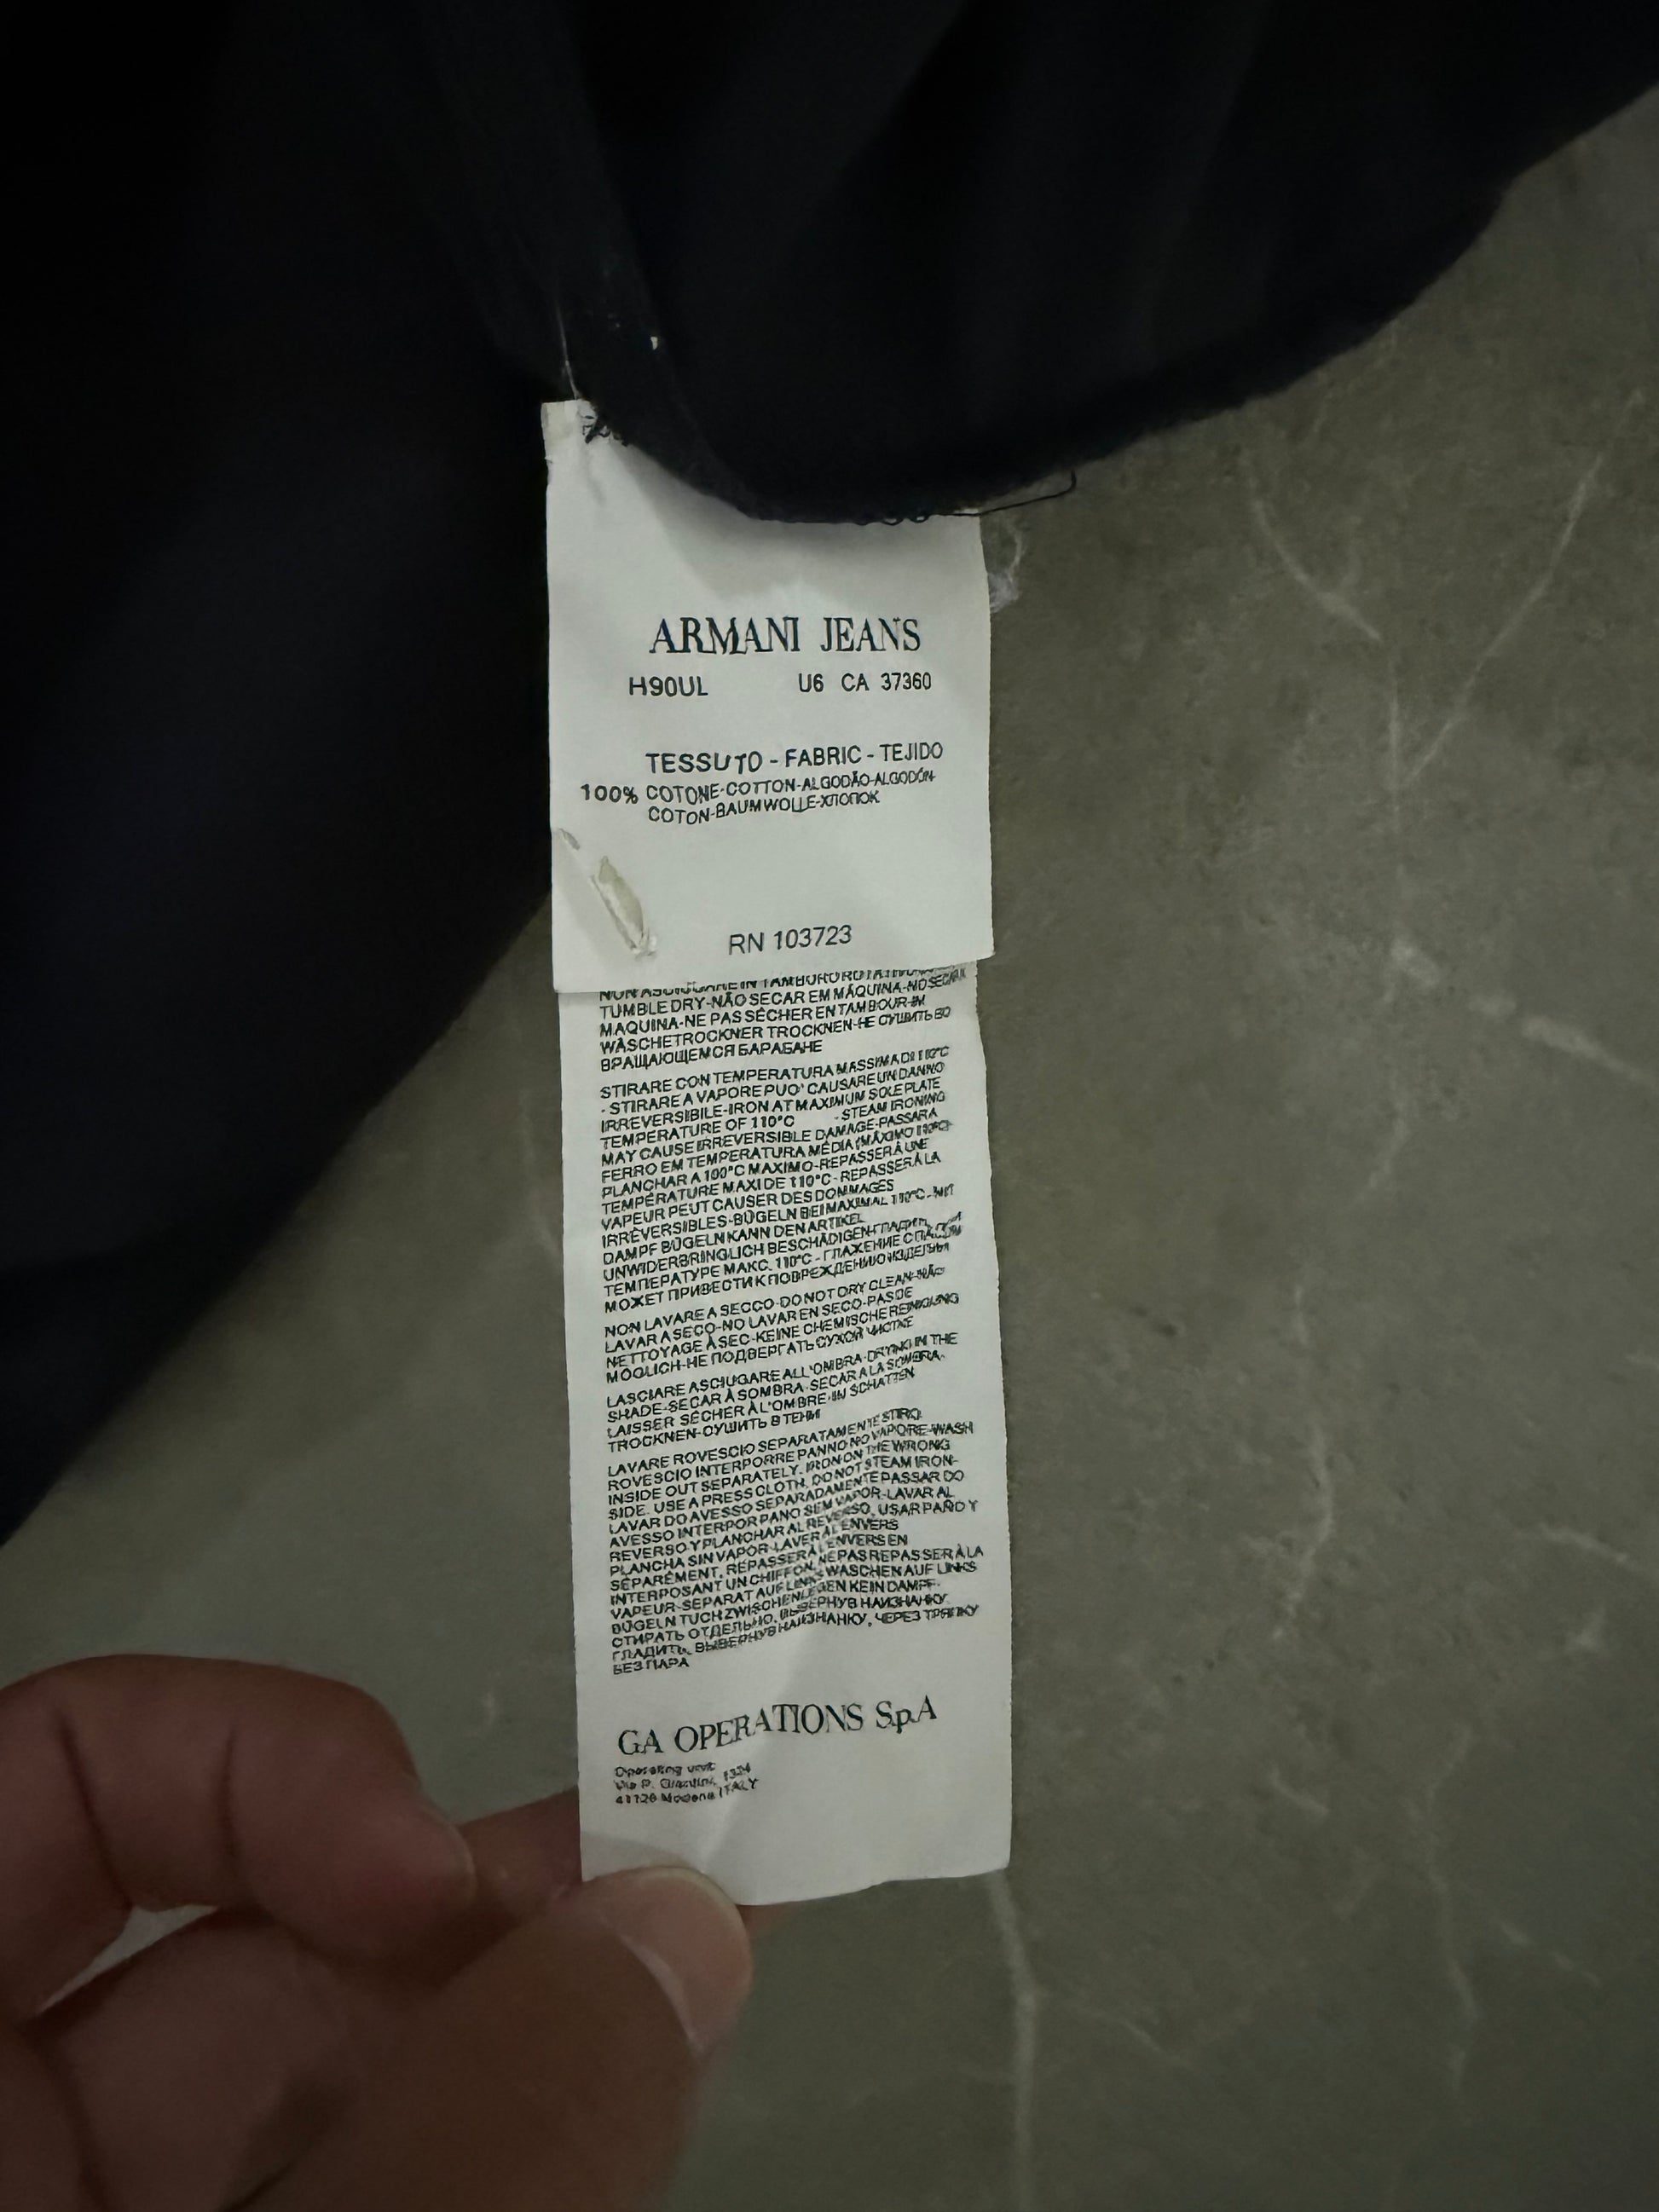 ARMANI JEANS
H90UL U6 CA 37360
TESSUTO - FABRIC - TEJIDO
100% COTONE-COTTON-ALGODÃO-ALGODÓN-
COTON-BAUMWOLLE-ХЛОПОК
RN 103723
TUMBLE DRY-NÃO SECAR EM MÁQUINA-NO SECAR
MAQUINA-NE PAS SÉCHER EN TAMBOUR-IM
WÄSCHETROCKNER TROCKNEN-НЕ СУШИТЬ ВО
ВРАЩАЮЩЕМСЯ БАРАБАНЕ
STIRARE CON TEMPERATURA MASSIMA DI 110°C
- STIRARE A VAPORE PUO' CAUSARE UN DANNO
IRREVERSIBILE-IRON AT MAXIMUM SOLE PLATE
TEMPERATURE OF 110°C - STEAM IRONING
MAY CAUSE IRREVERSIBLE DAMAGE-PASSAR A
FERRO EM TEMPERATURA MÉDIA (MÁXIMO 110°C)-
PLANCHAR A 100°C MAXIMO-REPASSER À UNE
TEMPÉRATURE MAXI DE 110°C - REPASSER À LA
VAPEUR PEUT CAUSER DES DOMMAGES
IRRÉVERSIBLES-BÜGELN BEI MAXIMAL 110°C - MIT
DAMPF BÜGELN KANN DEN ARTIKEL
UNWIDERBRINGLICH BESCHÄDIGEN-ГЛАДИТЬ
ТЕМПЕРАТУРЕ МАКС. 110°C - ГЛАЖЕНИЕ С ПАРОМ
МОЖЕТ ПРИВЕСТИ К ПОВРЕЖДЕНИЮ ИЗДЕЛИЯ
NON LAVARE A SECCO-DO NOT DRY CLEAN-NÃO
LAVAR A SECO-NO LAVAR EN SECO-PAS DE
NETTOYAGE À SEC-KEINE CHEMISCHE REINIGUNG
MÖGLICH-НЕ ПОДВЕРГАТЬ СУХОЙ ЧИСТКЕ
LASCIARE ASCIUGARE ALL'OMBRA-DRYING IN THE
SHADE-SECAR À SOMBRA-SECAR A LA SOMBRA-
LAISSER SÉCHER À L'OMBRE-IM SCHATTEN
TROCKNEN-СУШИТЬ В ТЕНИ
LAVARE ROVESCIO SEPARATAMENTE STIRO
ROVESCIO INTERPORRE PANNO NO VAPORE-WASH
INSIDE OUT SEPARATELY. IRON ON THE WRONG
SIDE. USE A PRESS CLOTH, DO NOT STEAM IRON-
LAVAR DO AVESSO SEPARADAMENTE PASSAR DO
AVESSO INTERPOR PANO SEM VAPOR-LAVAR AL
REVERSO Y PLANCHAR AL REVERSO, USAR PAÑO Y
PLANCHA SIN VAPOR-LAVER À L'ENVERS
SÉPARÉMENT, REPASSER À L'ENVERS EN
INTERPOSANT UN CHIFFON, NE PAS REPASSER À LA
VAPEUR-SEPARAT AUF LINKS WASCHEN AUF LINKS
BÜGELN TUCH ZWISCHENLEGEN KEIN DAMPF-
СТИРАТЬ ОТДЕЛЬНО, ВЫВЕРНУВ НАИЗНАНКУ.
ГЛАДИТЬ, ВЫВЕРНУВ НАИЗНАНКУ, ЧЕРЕЗ ТРЯПКУ
БЕЗ ПАРА
GA OPERATIONS S.p.A
Operating unit:
Via P. 1324
41126 Modena ITALY